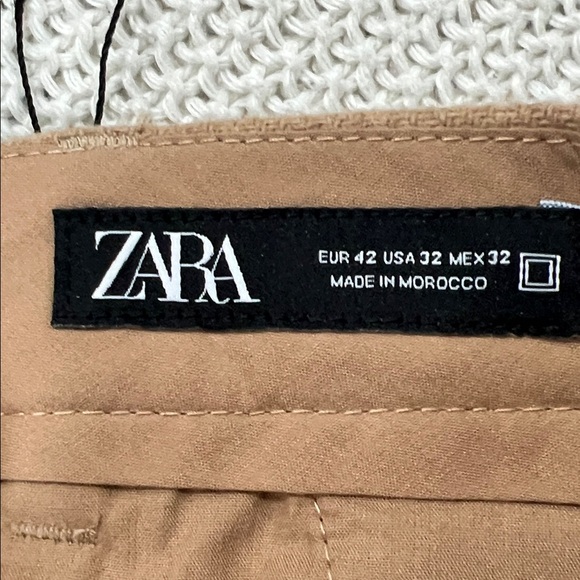 ZARA
EUR 42 USA 32 MEX 32
MADE IN MOROCCO